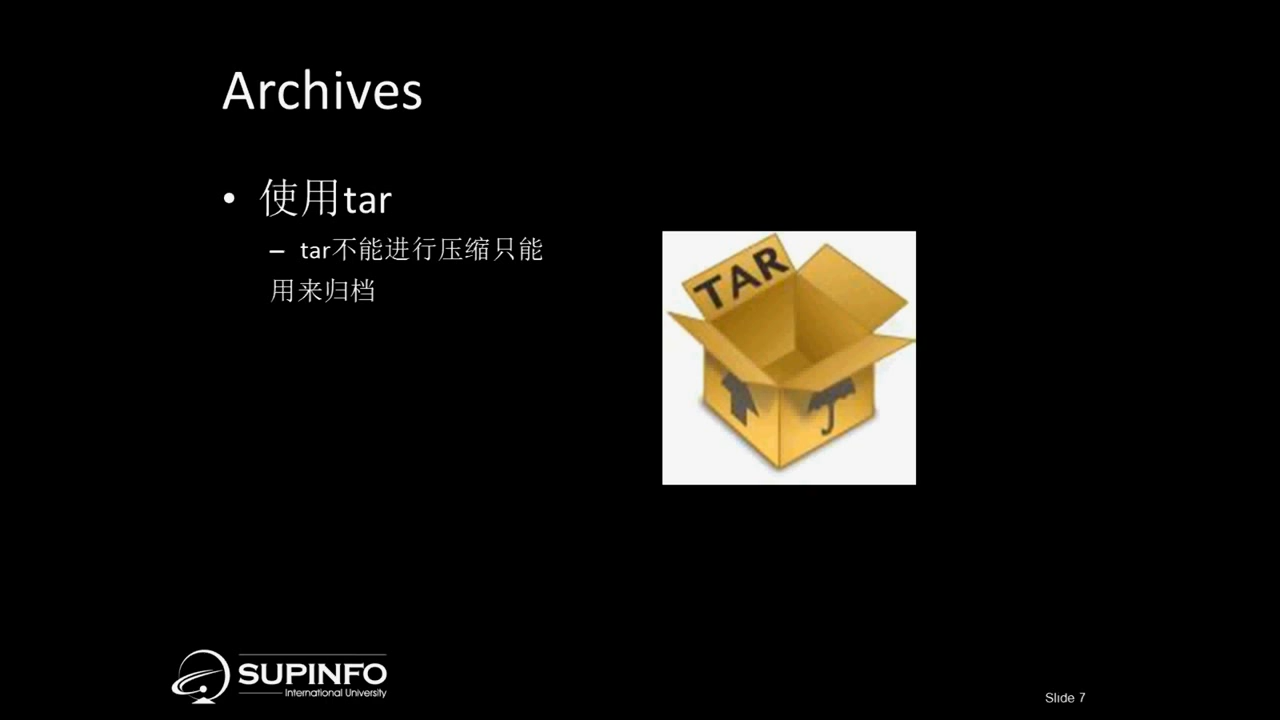 Archives
• 使用tar
– tar不能进行压缩只能
用来归档
TAR
SUPINFO
International University
Slide 7